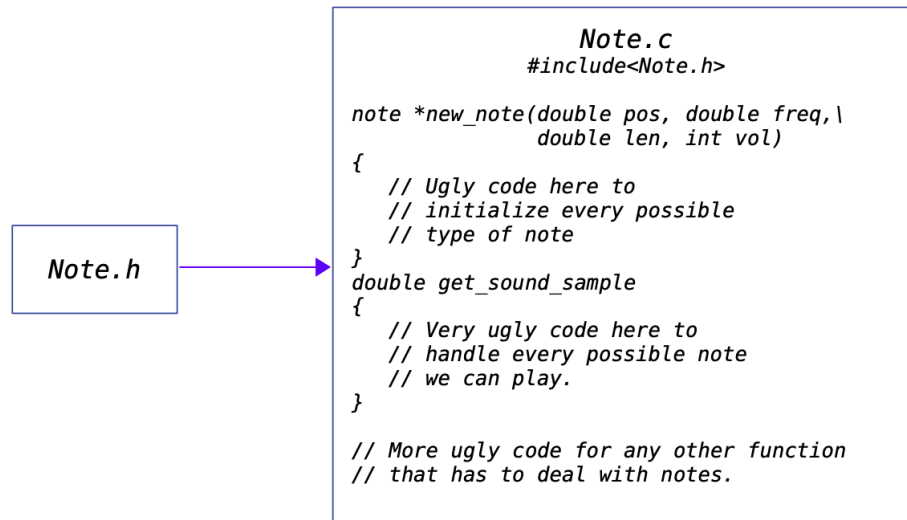 Note.h
Note.c
#include<Note.h>
note *new_note(double pos, double freq,\
double len, int vol)
{
// Ugly code here to
// initialize every possible
// type of note
}
double get_sound_sample
{
// Very ugly code here to
// handle every possible note
// we can play.
}
// More ugly code for any other function
// that has to deal with notes.